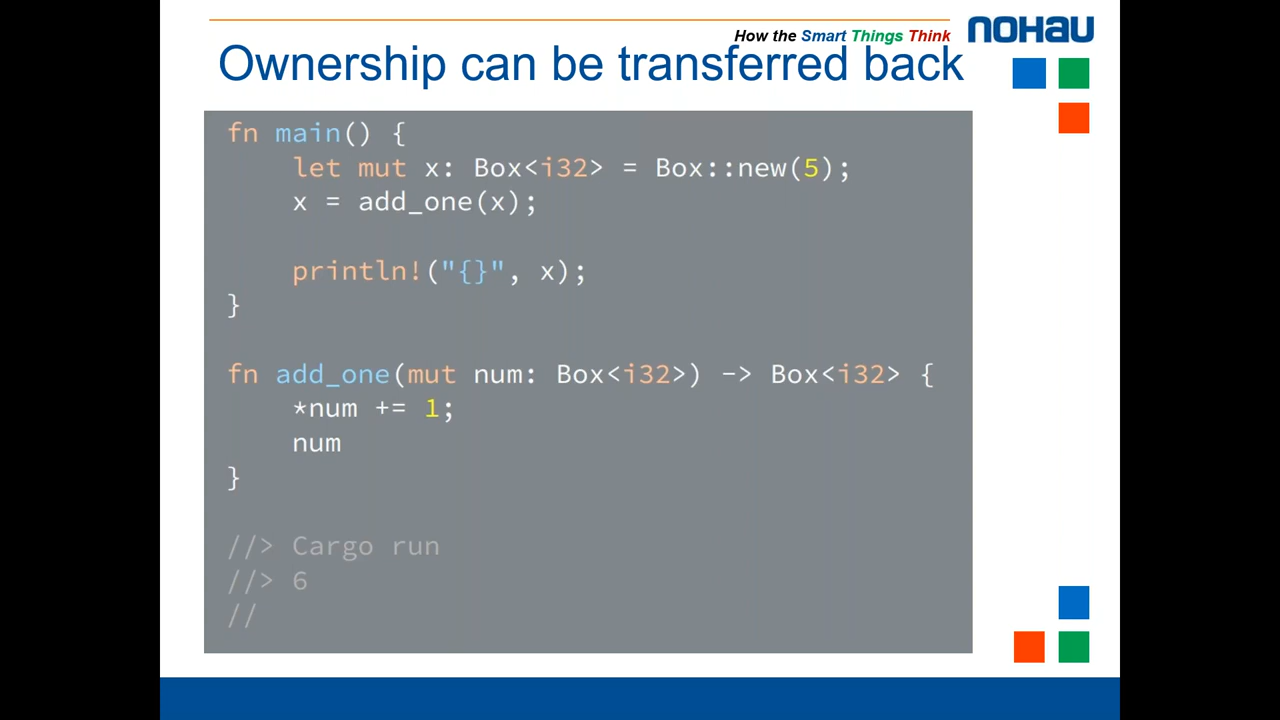 How the Smart Things Think
nohau
Ownership can be transferred back
fn main() {
    let mut x: Box<i32> = Box::new(5);
    x = add_one(x);
    println!("{}", x);
}
fn add_one(mut num: Box<i32>) -> Box<i32> {
    *num += 1;
    num
}
//> Cargo run
//> 6
//